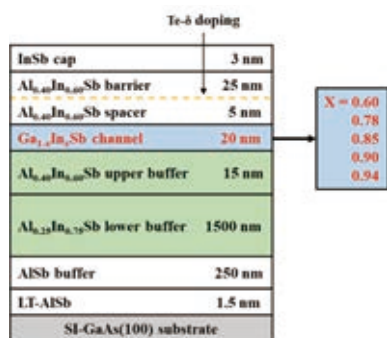 Te-δ doping
InSb cap 3 nm
Al₀.₄₀In₀.₆₀Sb barrier 25 nm
Al₀.₄₀In₀.₆₀Sb spacer 5 nm
Ga₁₋ₓInₓSb channel 20 nm
Al₀.₄₀In₀.₆₀Sb upper buffer 15 nm
Al₀.₂₅In₀.₇₅Sb lower buffer 1500 nm
AlSb buffer 250 nm
LT-AlSb 1.5 nm
SI-GaAs(100) substrate
X = 0.60
0.78
0.85
0.90
0.94